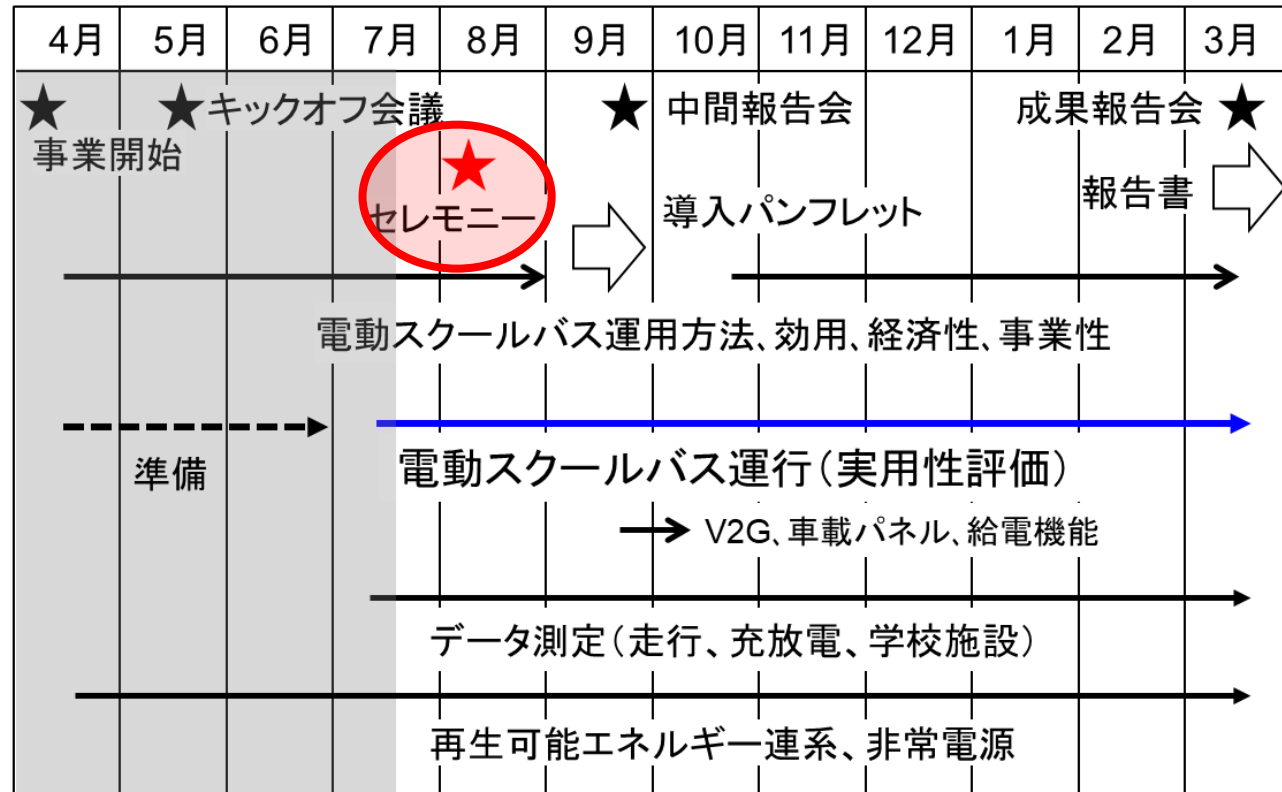 4月 5月 6月 7月 8月 9月 10月 11月 12月 1月 2月 3月
★ ★キックオフ会議 ★ 中間報告会 成果報告会 ★
事業開始 ★
セレモニー 導入パンフレット 報告書
電動スクールバス運用方法、効用、経済性、事業性
準備 電動スクールバス運行(実用性評価)
V2G、車載パネル、給電機能
データ測定(走行、充放電、学校施設)
再生可能エネルギー連系、非常電源